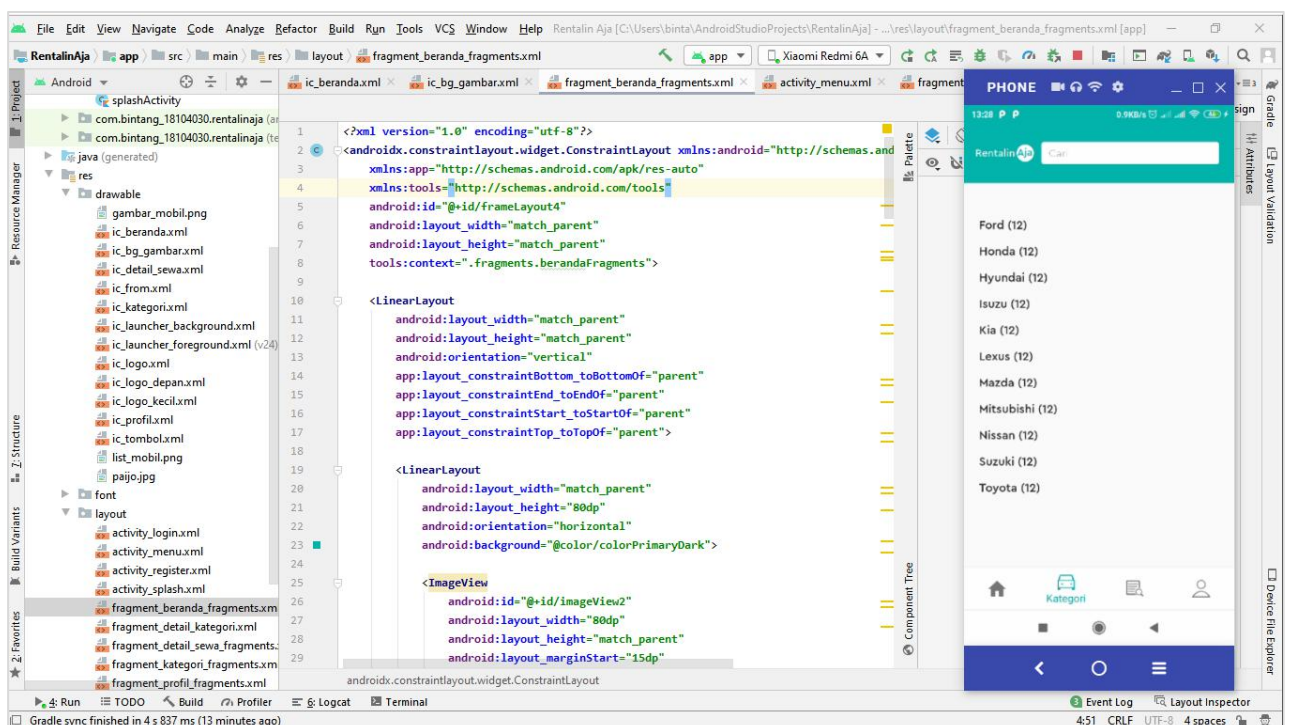 File Edit View Navigate Code Analyze Refactor Build Run Tools VCS Window Help Rentalin Aja [C:\Users\binta\AndroidStudioProjects\RentalinAja] - ...\res\layout\fragment_beranda_fragments.xml [app]
RentalinAja app src main res layout fragment_beranda_fragments.xml app Xiaomi Redmi 6A
Android
ic_beranda.xml ic_bg_gambar.xml fragment_beranda_fragments.xml activity_menu.xml fragment
1: Project
Resource Manager
7: Structure
Build Variants
2: Favorites
splashActivity
com.bintang_18104030.rentalinaja (ar
com.bintang_18104030.rentalinaja (te
java (generated)
res
drawable
gambar_mobil.png
ic_beranda.xml
ic_bg_gambar.xml
ic_detail_sewa.xml
ic_from.xml
ic_kategori.xml
ic_launcher_background.xml
ic_launcher_foreground.xml (v24)
ic_logo.xml
ic_logo_depan.xml
ic_logo_kecil.xml
ic_profil.xml
ic_tombol.xml
list_mobil.png
paijo.jpg
font
layout
activity_login.xml
activity_menu.xml
activity_register.xml
activity_splash.xml
fragment_beranda_fragments.xm
fragment_detail_kategori.xml
fragment_detail_sewa_fragments.
fragment_kategori_fragments.xm
fragment_profil_fragments.xml
1 <?xml version="1.0" encoding="utf-8"?>
2 <androidx.constraintlayout.widget.ConstraintLayout xmlns:android="http://schemas.and
3 xmlns:app="http://schemas.android.com/apk/res-auto"
4 xmlns:tools="http://schemas.android.com/tools"
5 android:id="@+id/frameLayout4"
6 android:layout_width="match_parent"
7 android:layout_height="match_parent"
8 tools:context=".fragments.berandaFragments">
9
10 <LinearLayout
11 android:layout_width="match_parent"
12 android:layout_height="match_parent"
13 android:orientation="vertical"
14 app:layout_constraintBottom_toBottomOf="parent"
15 app:layout_constraintEnd_toEndOf="parent"
16 app:layout_constraintStart_toStartOf="parent"
17 app:layout_constraintTop_toTopOf="parent">
18
19 <LinearLayout
20 android:layout_width="match_parent"
21 android:layout_height="80dp"
22 android:orientation="horizontal"
23 android:background="@color/colorPrimaryDark">
24
25 <ImageView
26 android:id="@+id/imageView2"
27 android:layout_width="80dp"
28 android:layout_height="match_parent"
29 android:layout_marginStart="15dp"
androidx.constraintlayout.widget.ConstraintLayout
Palette
Component Tree
PHONE
13:28 P P 0.9KB/s
Rentalin Aja Cari
Ford (12)
Honda (12)
Hyundai (12)
Isuzu (12)
Kia (12)
Lexus (12)
Mazda (12)
Mitsubishi (12)
Nissan (12)
Suzuki (12)
Toyota (12)
Kategori
sign
Attributes
Gradle
Layout Validation
Device File Explorer
4: Run TODO Build Profiler 6: Logcat Terminal 3 Event Log Layout Inspector
Gradle sync finished in 4 s 837 ms (13 minutes ago) 4:51 CRLF UTF-8 4 spaces